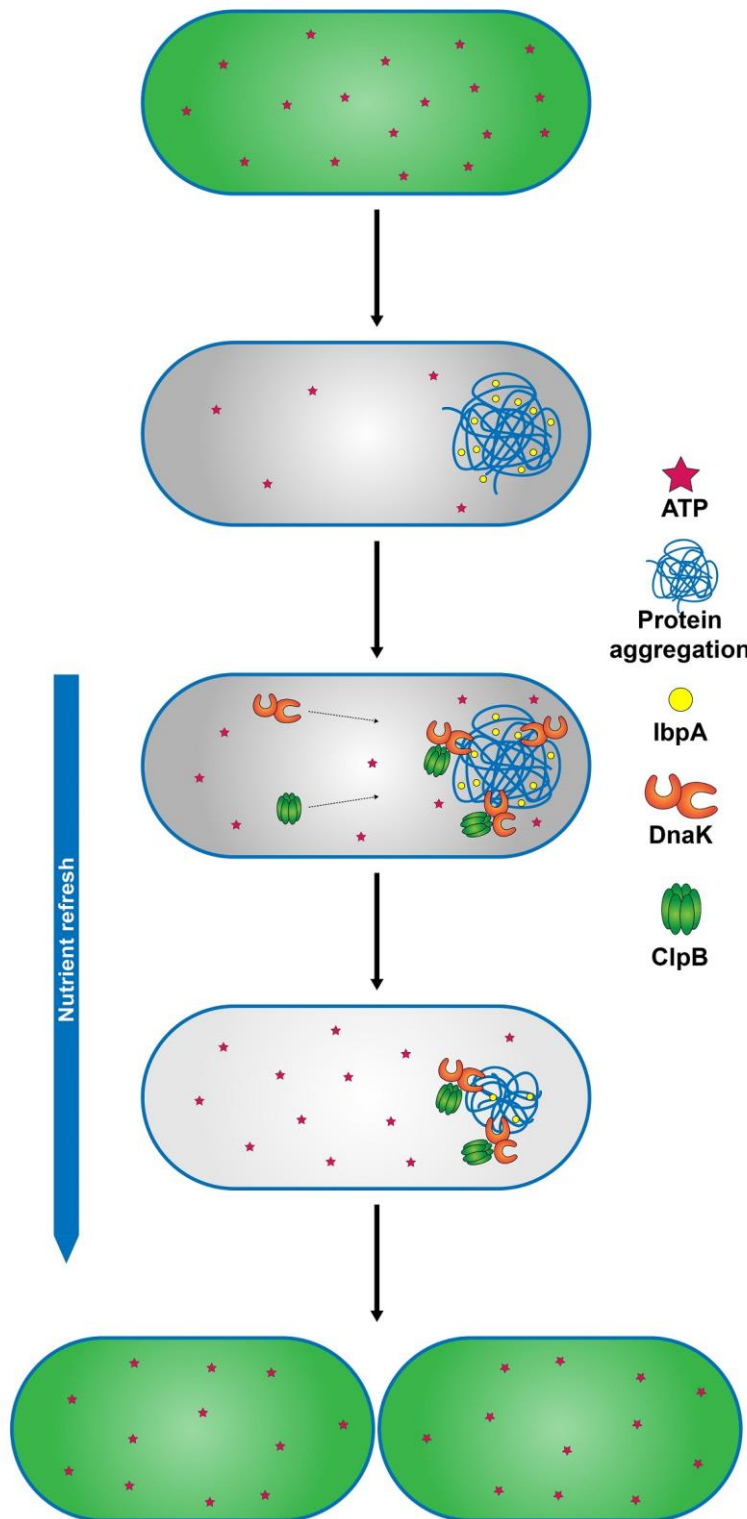 ATP
Protein
aggregation
IbpA
DnaK
ClpB
Nutrient refresh